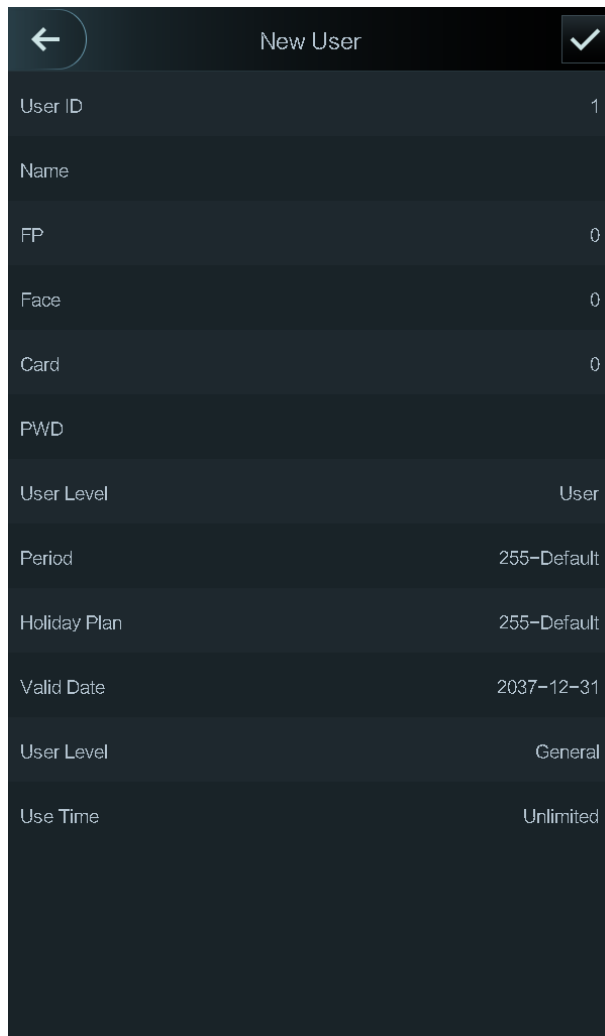 New User
User ID 1
Name
FP 0
Face 0
Card 0
PWD
User Level User
Period 255-Default
Holiday Plan 255-Default
Valid Date 2037-12-31
User Level General
Use Time Unlimited